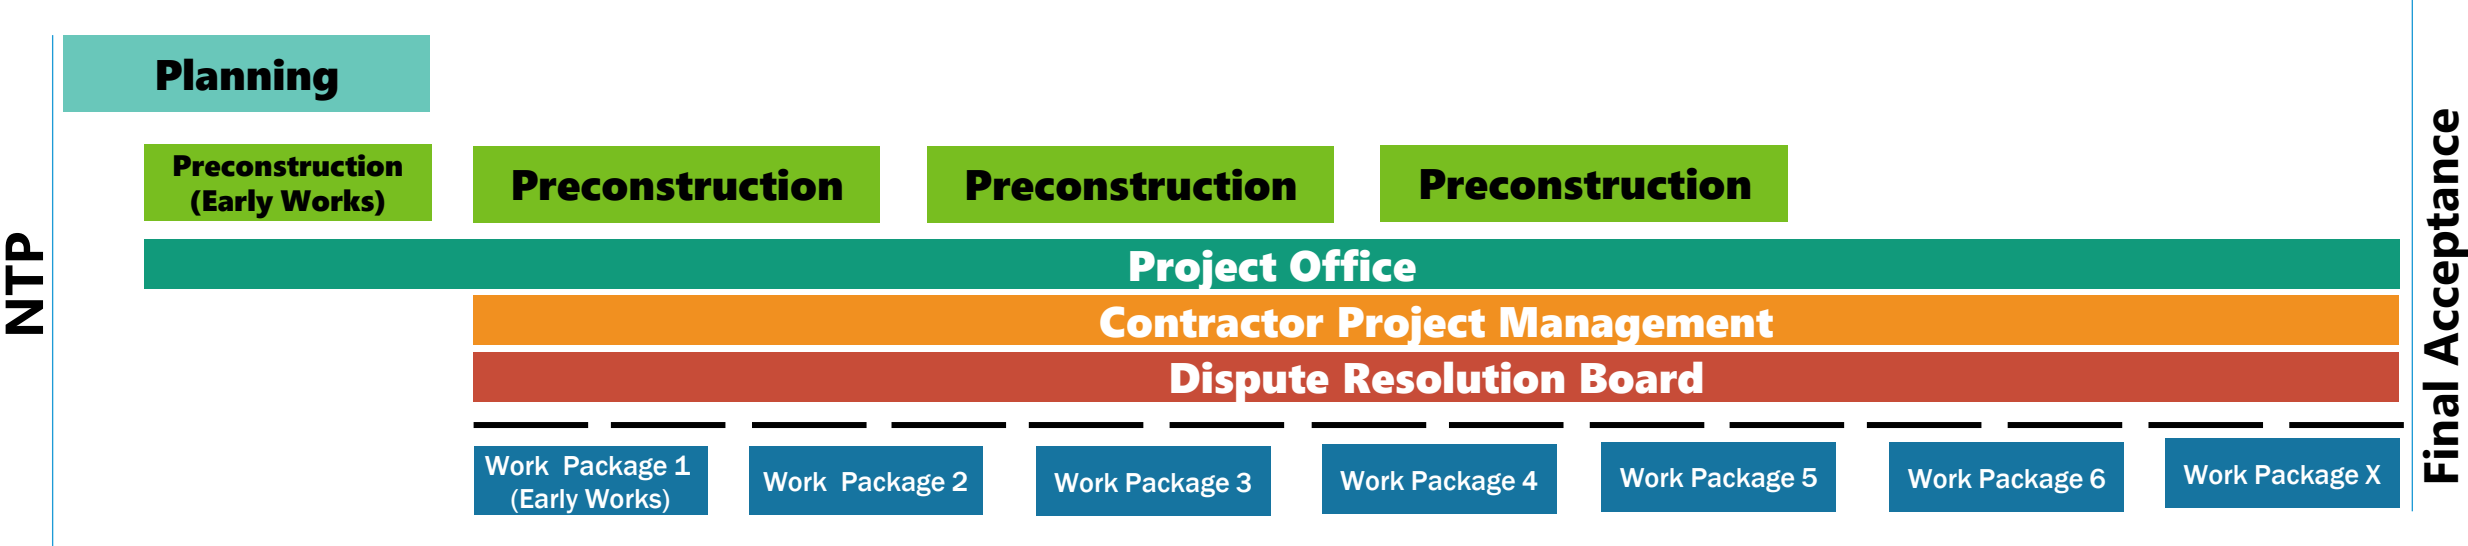 NTP
Planning
Preconstruction
(Early Works)
Preconstruction
Preconstruction
Preconstruction
Project Office
Contractor Project Management
Dispute Resolution Board
Work Package 1
(Early Works)
Work Package 2
Work Package 3
Work Package 4
Work Package 5
Work Package 6
Work Package X
Final Acceptance